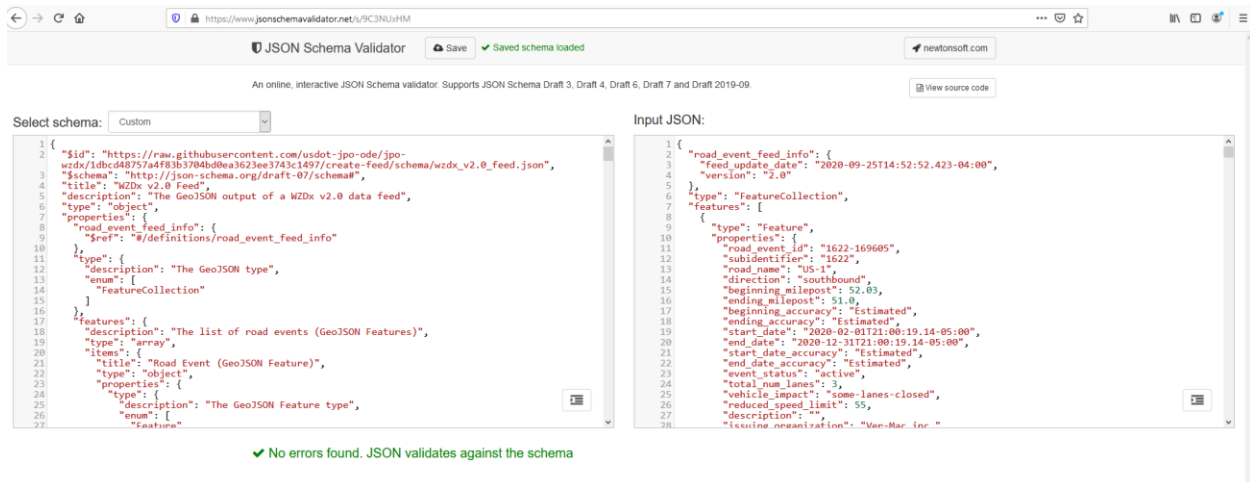 https://www.jsonschemavalidator.net/s/9C3NUxHM
JSON Schema Validator
Save
Saved schema loaded
newtonsoft.com
An online, interactive JSON Schema validator. Supports JSON Schema Draft 3, Draft 4, Draft 6, Draft 7 and Draft 2019-09.
View source code
Select schema:
Custom
1 {
2 "$id": "https://raw.githubusercontent.com/usdot-jpo-ode/jpo-
wzdx/1dbcd48757a4f83b3704bd0ea3623ee3743c1497/create-feed/schema/wzdx_v2.0_feed.json",
3 "$schema": "http://json-schema.org/draft-07/schema#",
4 "title": "WZDx v2.0 Feed",
5 "description": "The GeoJSON output of a WZDx v2.0 data feed",
6 "type": "object",
7 "properties": {
8 "road_event_feed_info": {
9 "$ref": "#/definitions/road_event_feed_info"
10 },
11 "type": {
12 "description": "The GeoJSON type",
13 "enum": [
14 "FeatureCollection"
15 ]
16 },
17 "features": {
18 "description": "The list of road events (GeoJSON Features)",
19 "type": "array",
20 "items": {
21 "title": "Road Event (GeoJSON Feature)",
22 "type": "object",
23 "properties": {
24 "type": {
25 "description": "The GeoJSON Feature type",
26 "enum": [
27 "Feature"
Input JSON:
1 {
2 "road_event_feed_info": {
3 "feed_update_date": "2020-09-25T14:52:52.423-04:00",
4 "version": "2.0"
5 },
6 "type": "FeatureCollection",
7 "features": [
8 {
9 "type": "Feature",
10 "properties": {
11 "road_event_id": "1622-169605",
12 "subidentifier": "1622",
13 "road_name": "US-1",
14 "direction": "southbound",
15 "beginning_milepost": 52.03,
16 "ending_milepost": 51.0,
17 "beginning_accuracy": "Estimated",
18 "ending_accuracy": "Estimated",
19 "start_date": "2020-02-01T21:00:19.14-05:00",
20 "end_date": "2020-12-31T21:00:19.14-05:00",
21 "start_date_accuracy": "Estimated",
22 "end_date_accuracy": "Estimated",
23 "event_status": "active",
24 "total_num_lanes": 3,
25 "vehicle_impact": "some-lanes-closed",
26 "reduced_speed_limit": 55,
27 "description": "",
28 "issuing_organization": "Ver-Mac inc."
No errors found. JSON validates against the schema